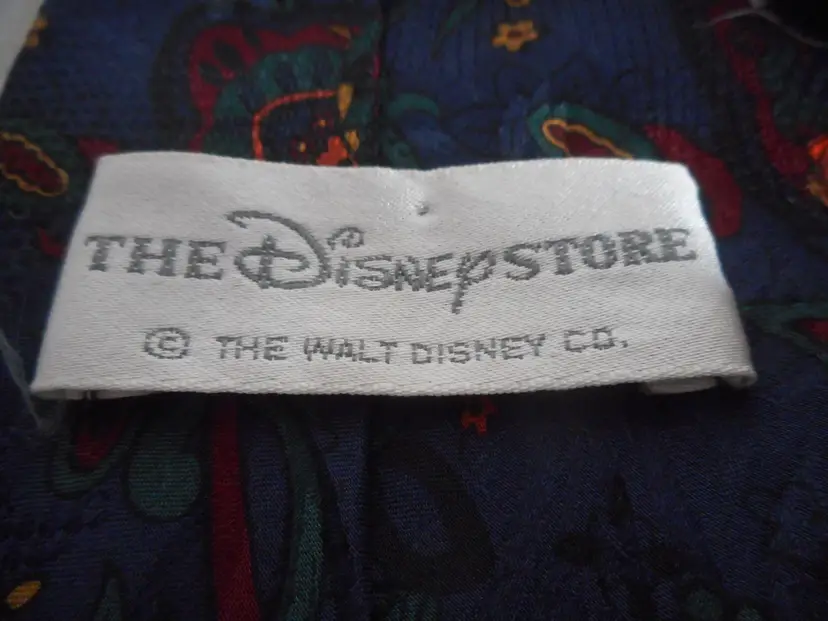 THE DISNEY STORE
© THE WALT DISNEY CO.